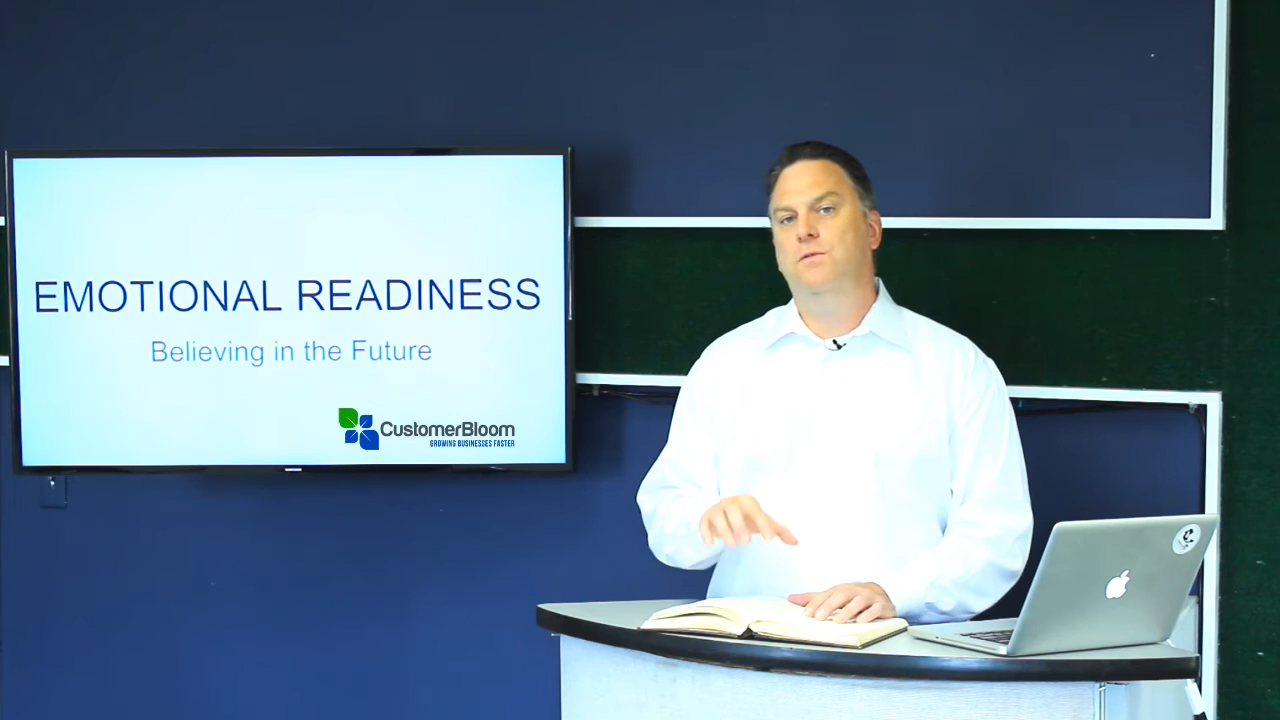 EMOTIONAL READINESS
Believing in the Future
CustomerBloom
GROWING BUSINESSES FASTER